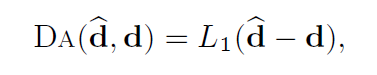 DA(d̂, d) = L₁(d̂ − d),